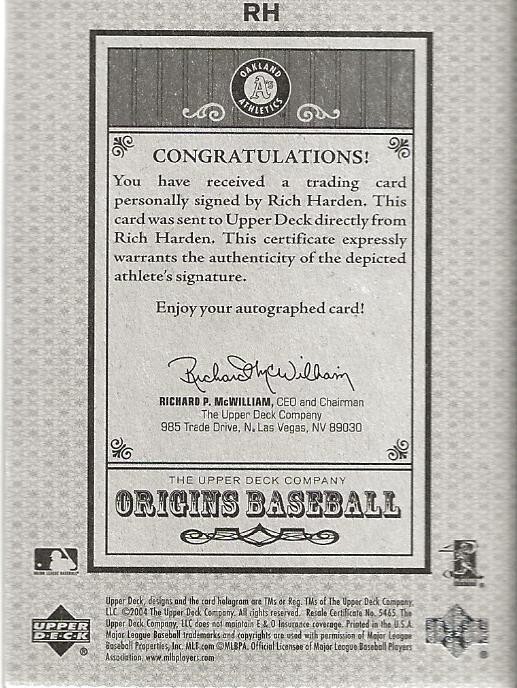 RH
OAKLAND
A's
ATHLETICS
CONGRATULATIONS!
You have received a trading card
personally signed by Rich Harden. This
card was sent to Upper Deck directly from
Rich Harden. This certificate expressly
warrants the authenticity of the depicted
athlete's signature.
Enjoy your autographed card!
Richard McWilliam
RICHARD P. McWILLIAM, CEO and Chairman
The Upper Deck Company
985 Trade Drive, N. Las Vegas, NV 89030
THE UPPER DECK COMPANY
ORIGINS BASEBALL
MAJOR LEAGUE BASEBALL
UPPER
D·E·C·K
®
Upper Deck, designs and the card hologram are TMs or Reg. TMs of The Upper Deck Company,
LLC. ©2004 The Upper Deck Company. All rights reserved. Resale Certificate No. 5465. The
Upper Deck Company, LLC does not maintain E & O Insurance coverage. Printed in the U.S.A.
Major League Baseball trademarks and copyrights are used with permission of Major League
Baseball Properties, Inc. MLB.com ©MLBPA. Official Licensee of Major League Baseball Players
Association. www.mlbplayers.com